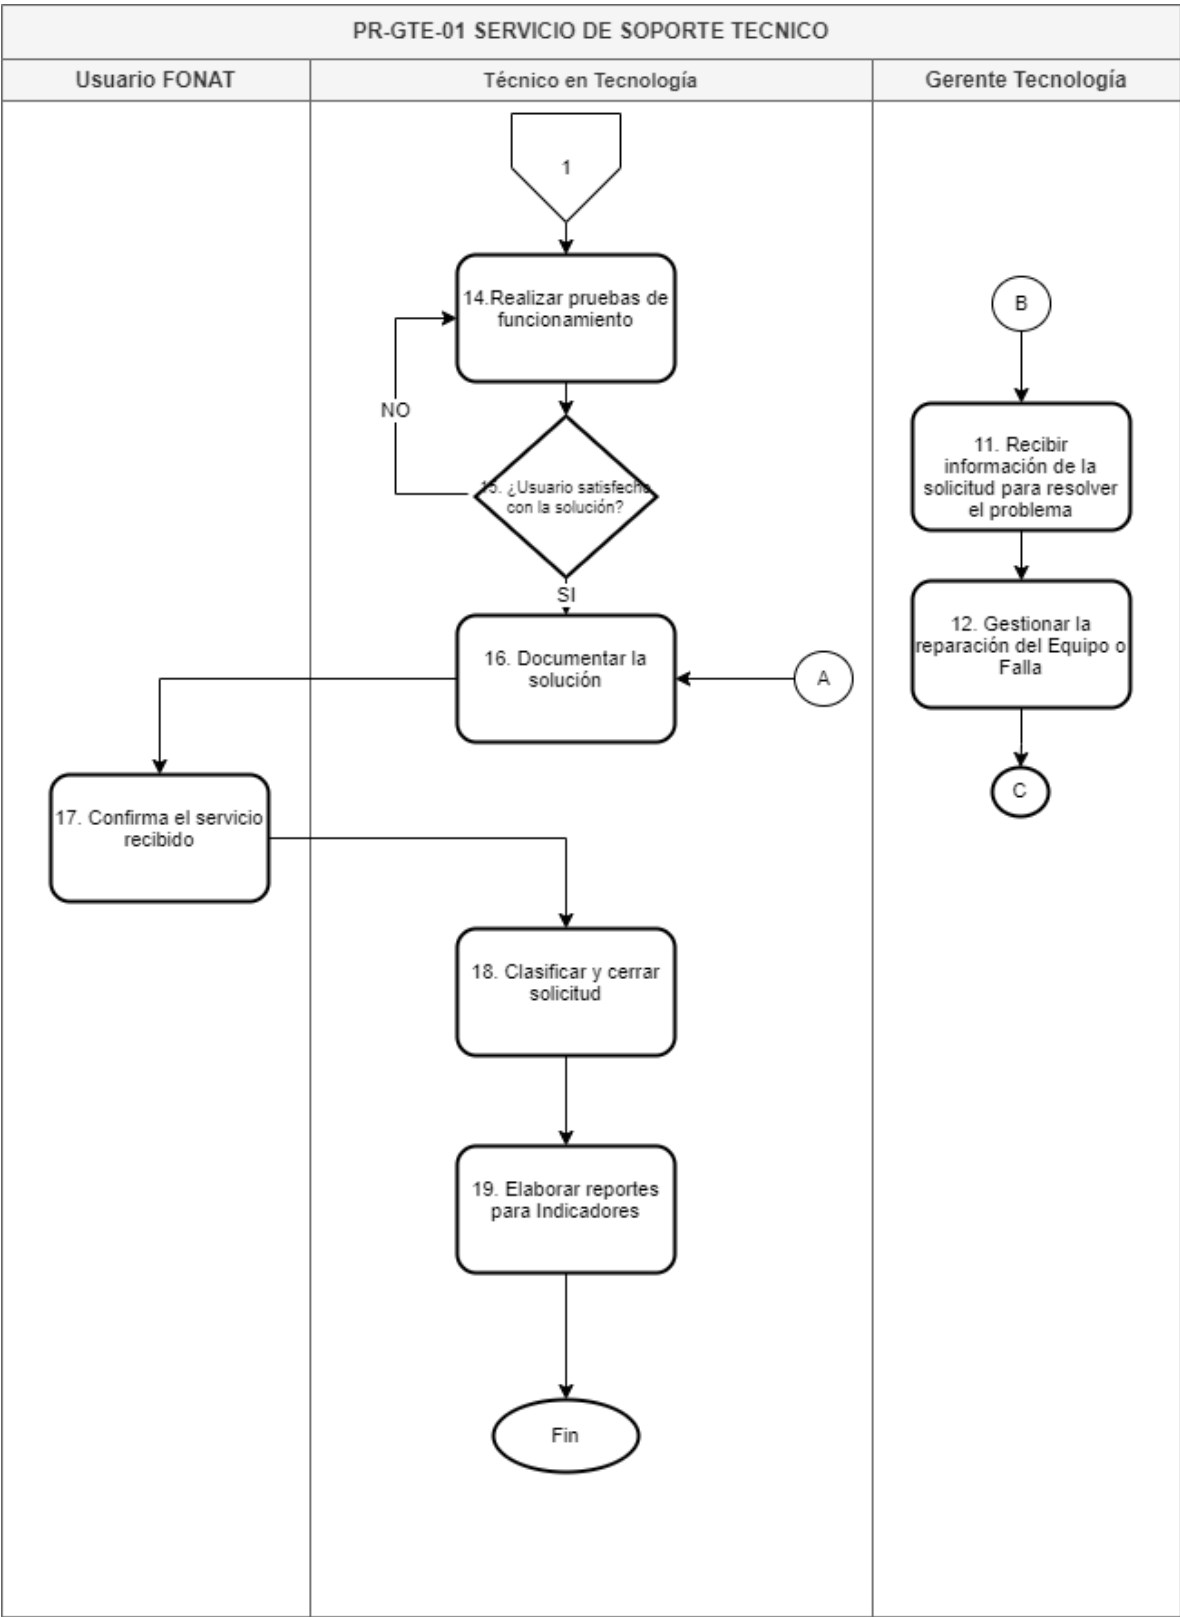 PR-GTE-01 SERVICIO DE SOPORTE TECNICO
Usuario FONAT
Técnico en Tecnología
Gerente Tecnología
1
14.Realizar pruebas de
funcionamiento
NO
15. ¿Usuario satisfecho
con la solución?
SI
16. Documentar la
solución
A
17. Confirma el servicio
recibido
18. Clasificar y cerrar
solicitud
19. Elaborar reportes
para Indicadores
Fin
B
11. Recibir
información de la
solicitud para resolver
el problema
12. Gestionar la
reparación del Equipo o
Falla
C